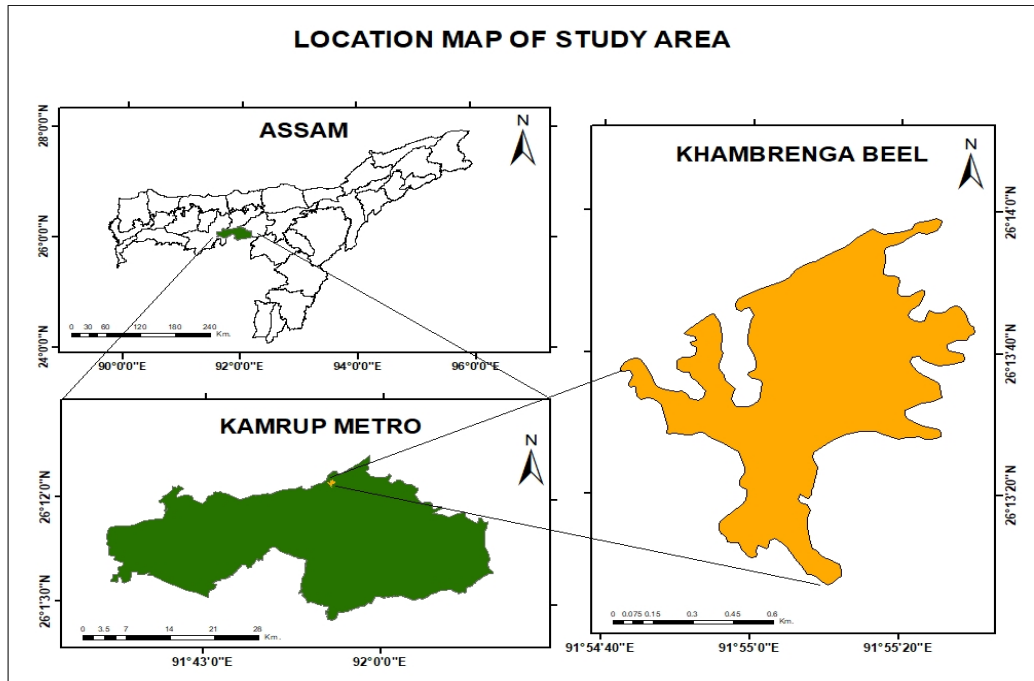 LOCATION MAP OF STUDY AREA
ASSAM
N
28°0'0"N
26°0'0"N
24°0'0"N
0 30 60 120 180 240
Km.
90°0'0"E 92°0'0"E 94°0'0"E 96°0'0"E
KAMRUP METRO
N
26°12'0"N
26°1'30"N
0 3.5 7 14 21 28
Km.
91°43'0"E 92°0'0"E
KHAMBRENGA BEEL
N
26°14'0"N
26°13'40"N
26°13'20"N
0 0.075 0.15 0.3 0.45 0.6
Km.
91°54'40"E 91°55'0"E 91°55'20"E